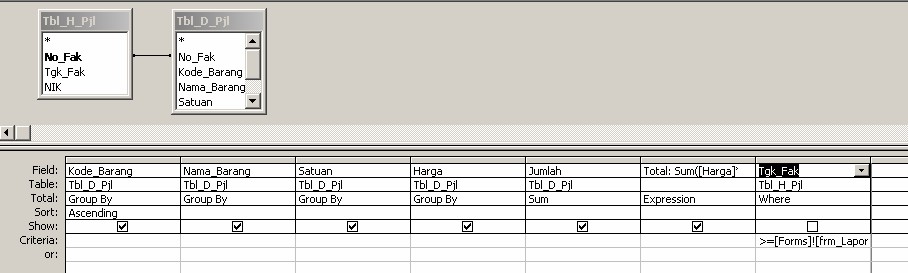 Tbl_H_Pjl
*
No_Fak
Tgk_Fak
NIK
Tbl_D_Pjl
*
No_Fak
Kode_Barang
Nama_Barang
Satuan
Field: Kode_Barang Nama_Barang Satuan Harga Jumlah Total: Sum([Harga]* Tgk_Fak
Table: Tbl_D_Pjl Tbl_D_Pjl Tbl_D_Pjl Tbl_D_Pjl Tbl_D_Pjl Tbl_H_Pjl
Total: Group By Group By Group By Group By Sum Expression Where
Sort: Ascending
Show:
Criteria: >=[Forms]![frm_Lapor
or: